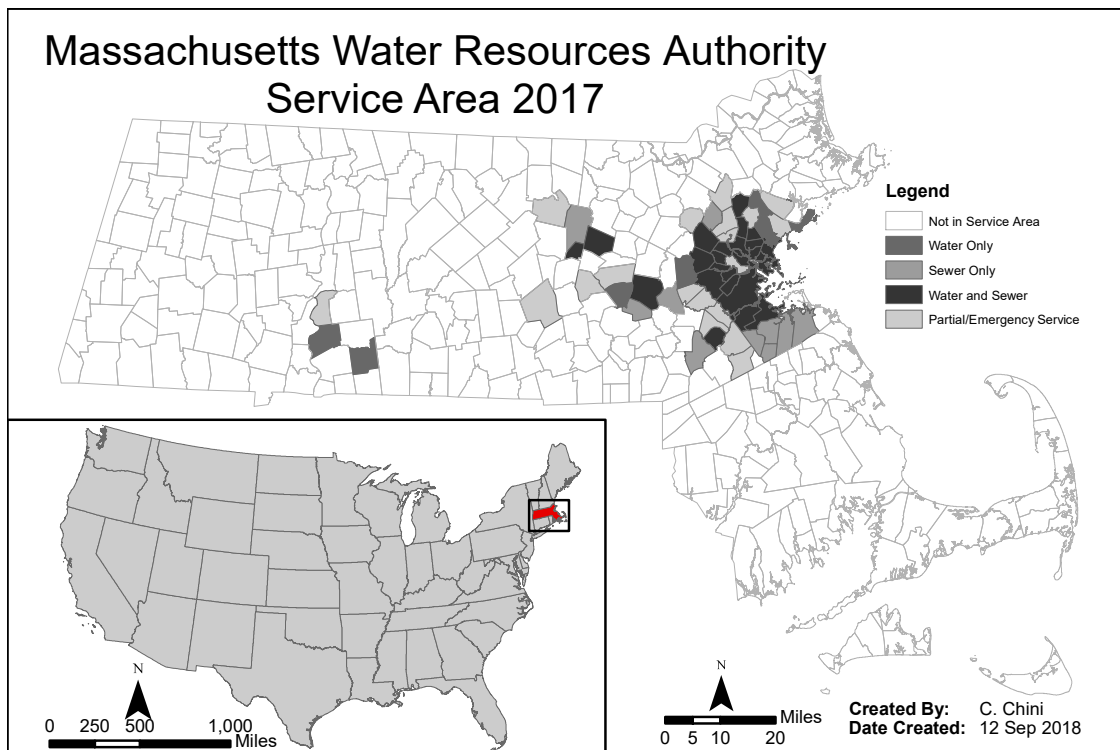 Massachusetts Water Resources Authority
Service Area 2017
Legend
Not in Service Area
Water Only
Sewer Only
Water and Sewer
Partial/Emergency Service
N
0 250 500 1,000
Miles
N
Miles
0 5 10 20
Created By: C. Chini
Date Created: 12 Sep 2018